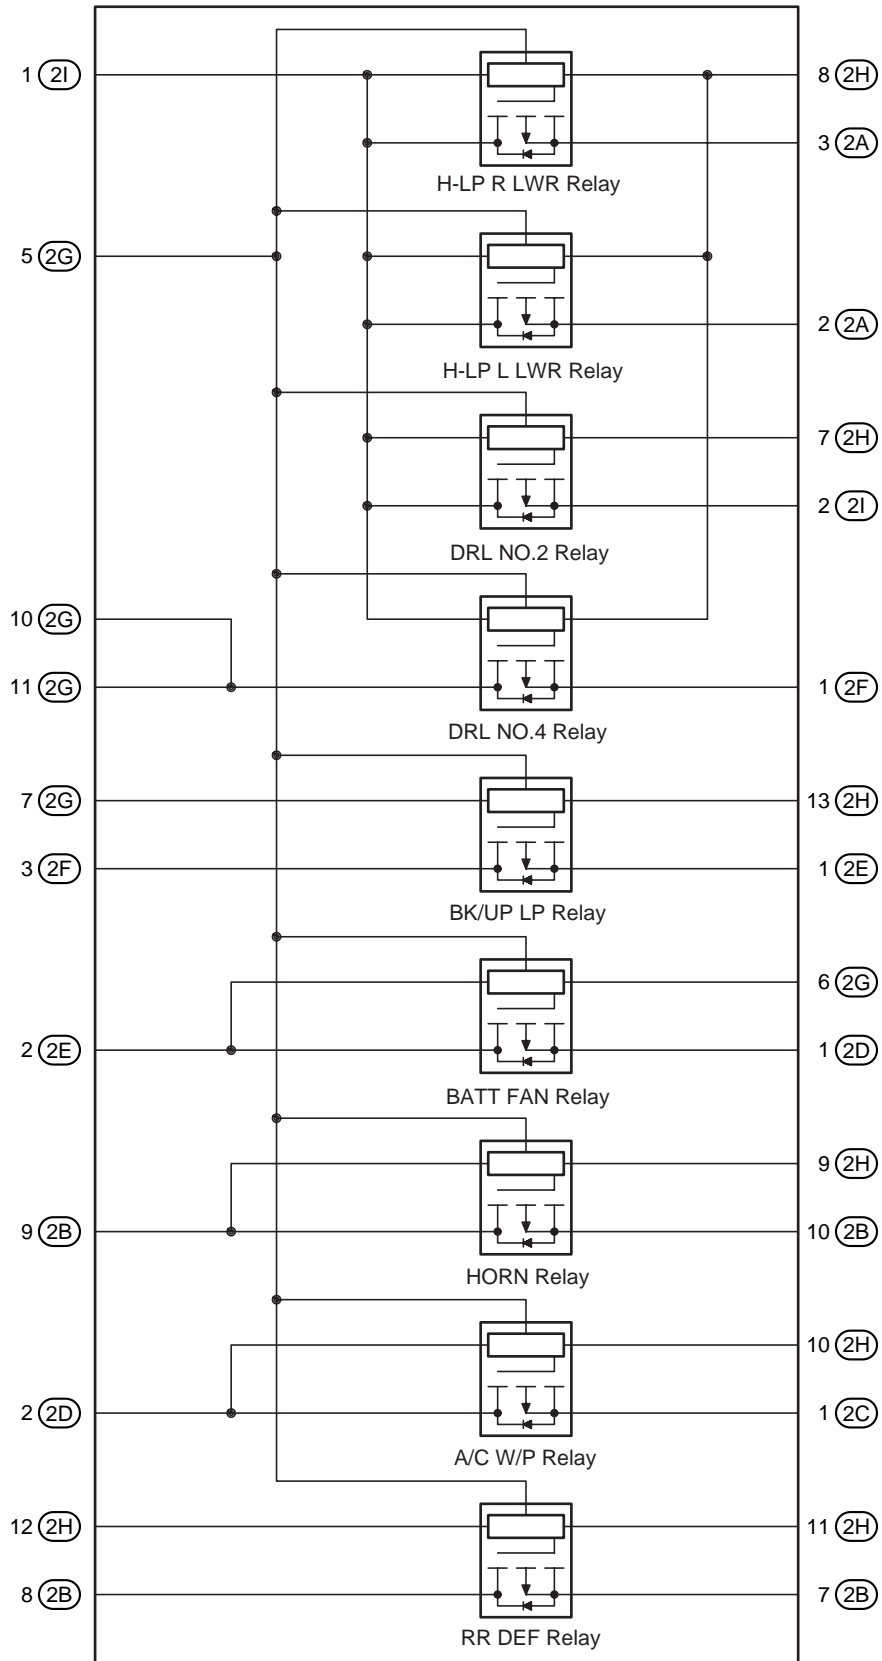 1 2I 8 2H
3 2A
H-LP R LWR Relay
5 2G
2 2A
H-LP L LWR Relay
7 2H
2 2I
DRL NO.2 Relay
10 2G
11 2G 1 2F
DRL NO.4 Relay
7 2G 13 2H
3 2F 1 2E
BK/UP LP Relay
6 2G
2 2E 1 2D
BATT FAN Relay
9 2H
9 2B 10 2B
HORN Relay
10 2H
2 2D 1 2C
A/C W/P Relay
12 2H 11 2H
8 2B 7 2B
RR DEF Relay